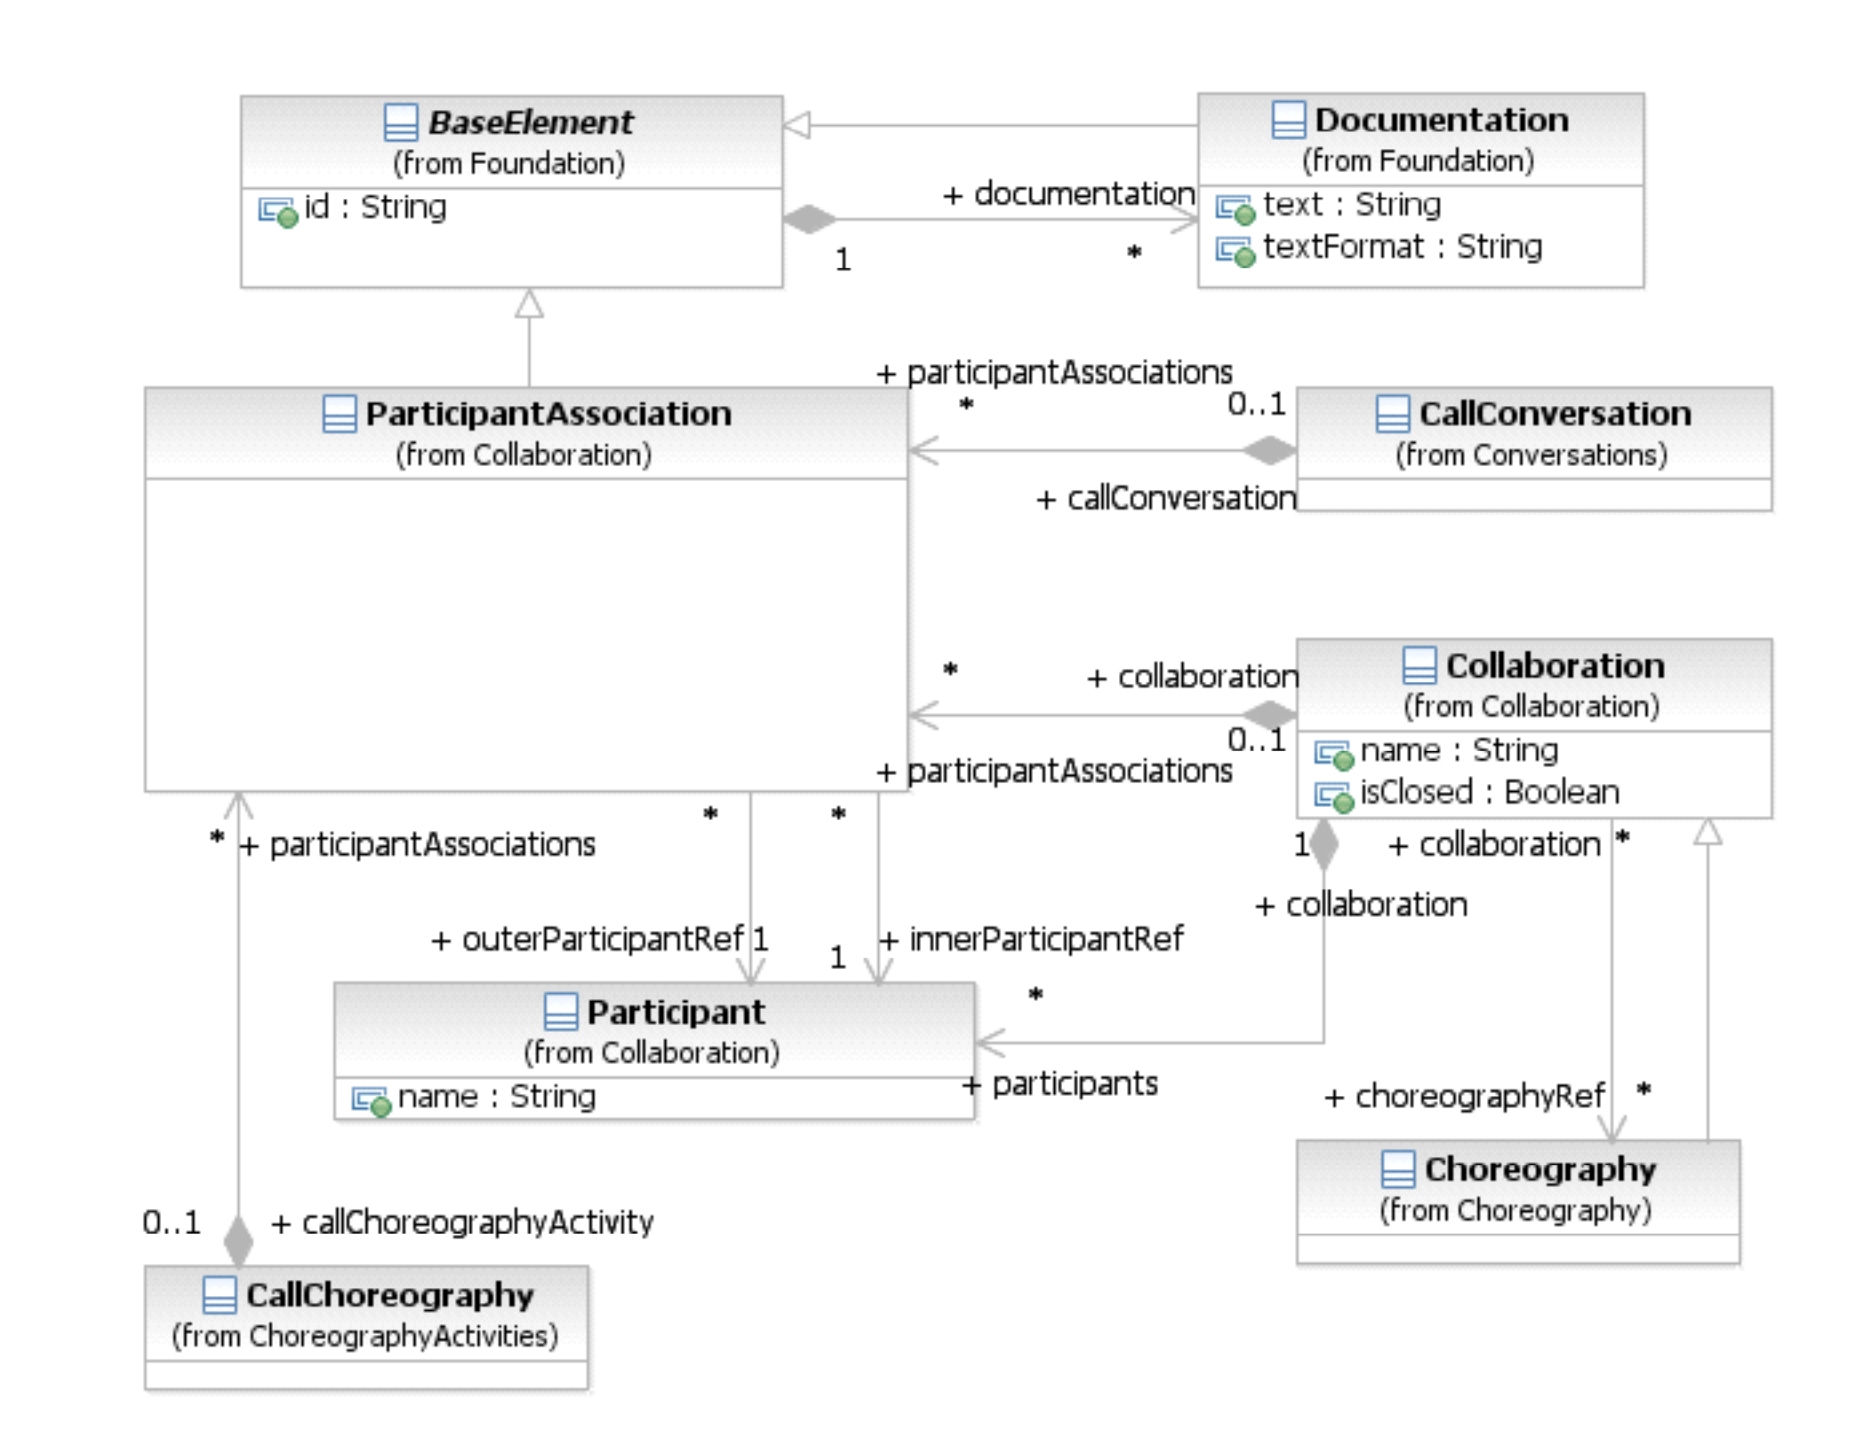 BaseElement
(from Foundation)
id : String
Documentation
(from Foundation)
text : String
textFormat : String
+ documentation
1
*
+ participantAssociations
*
0..1
+ callConversation
ParticipantAssociation
(from Collaboration)
CallConversation
(from Conversations)
*
+ collaboration
0..1
+ participantAssociations
Collaboration
(from Collaboration)
name : String
isClosed : Boolean
* + participantAssociations
*
*
1
+ collaboration *
+ collaboration
+ outerParticipantRef 1
1
+ innerParticipantRef
*
+ participants
Participant
(from Collaboration)
name : String
+ choreographyRef *
Choreography
(from Choreography)
0..1
+ callChoreographyActivity
CallChoreography
(from ChoreographyActivities)